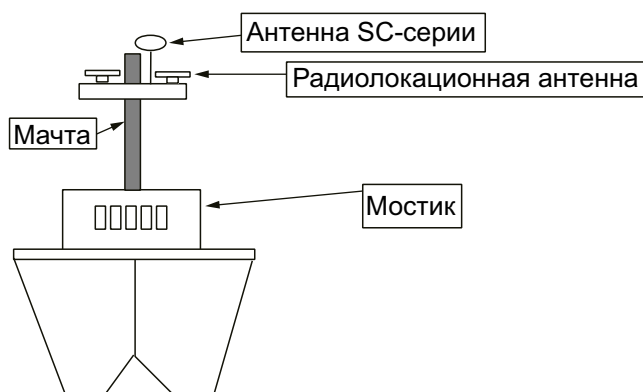 Антенна SC-серии
Радиолокационная антенна
Мачта
Мостик